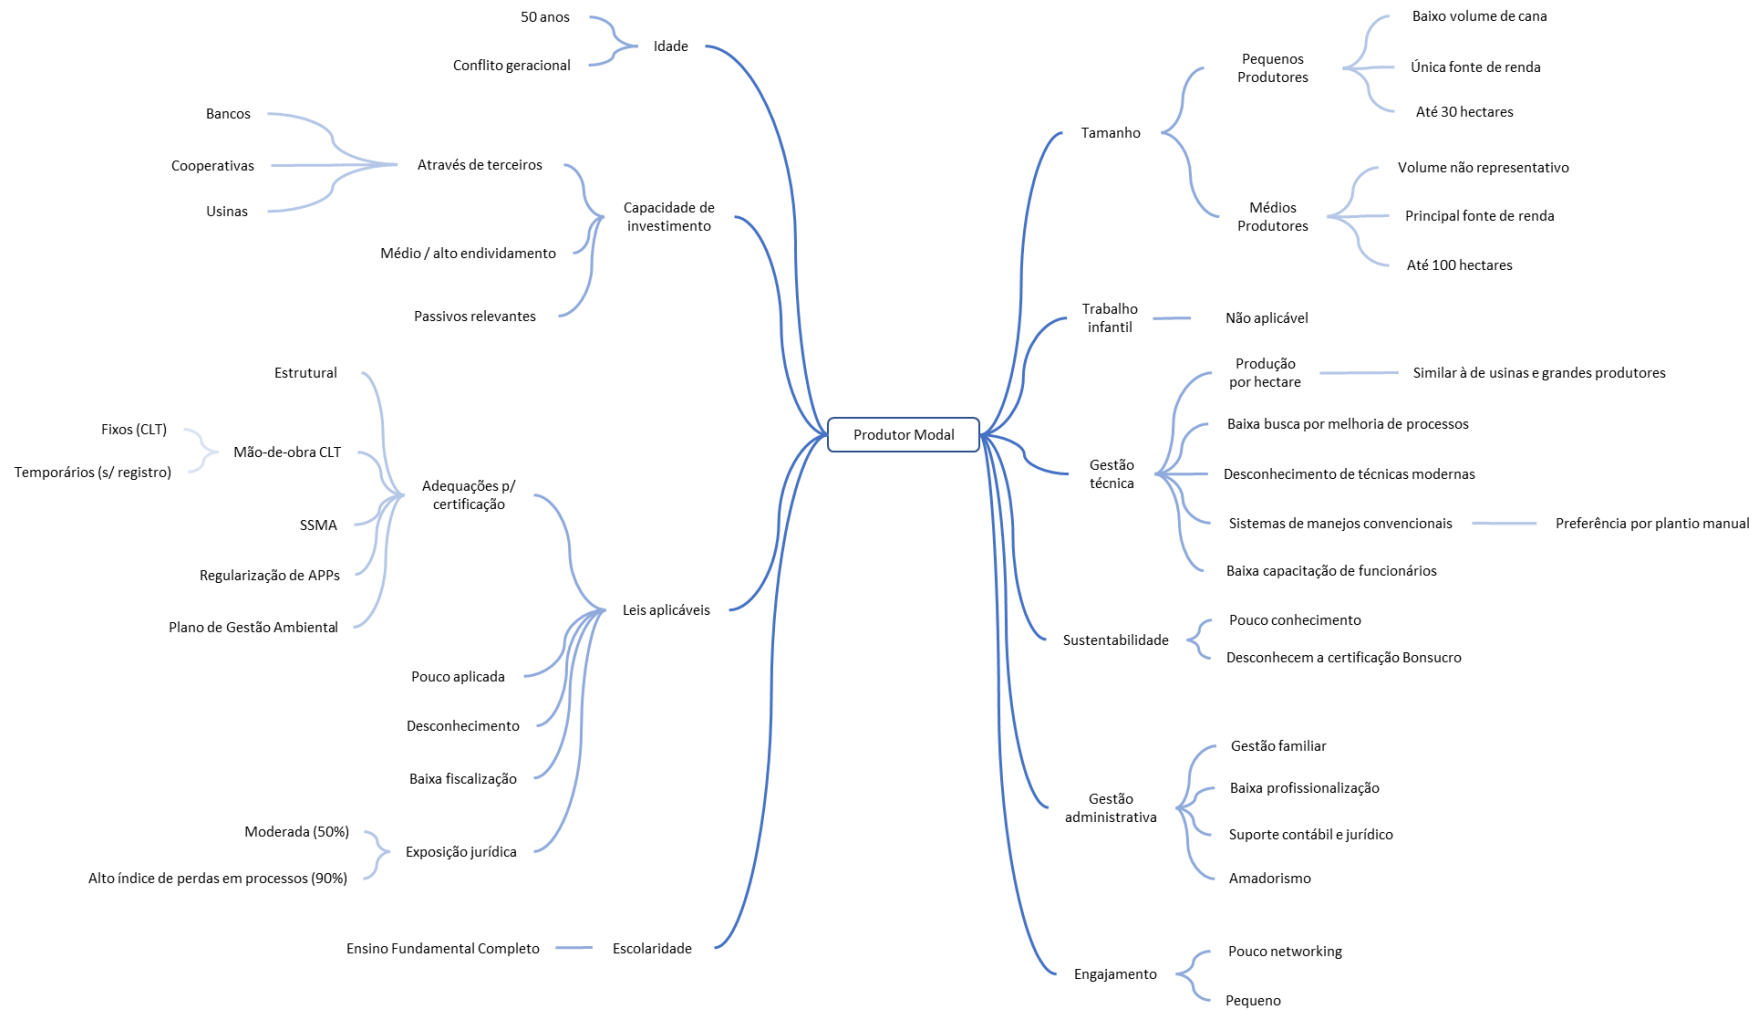 50 anos
Idade
Conflito geracional
Bancos
Através de terceiros
Cooperativas
Usinas
Capacidade de
investimento
Médio / alto endividamento
Passivos relevantes
Estrutural
Fixos (CLT)
Mão-de-obra CLT
Temporários (s/ registro)
Adequações p/
certificação
SSMA
Regularização de APPs
Plano de Gestão Ambiental
Leis aplicáveis
Pouco aplicada
Desconhecimento
Baixa fiscalização
Moderada (50%)
Exposição jurídica
Alto índice de perdas em processos (90%)
Ensino Fundamental Completo
Escolaridade
Produtor Modal
Tamanho
Pequenos
Produtores
Baixo volume de cana
Única fonte de renda
Até 30 hectares
Médios
Produtores
Volume não representativo
Principal fonte de renda
Até 100 hectares
Trabalho
infantil
Não aplicável
Gestão
técnica
Produção
por hectare
Similar à de usinas e grandes produtores
Baixa busca por melhoria de processos
Desconhecimento de técnicas modernas
Sistemas de manejos convencionais
Preferência por plantio manual
Baixa capacitação de funcionários
Sustentabilidade
Pouco conhecimento
Desconhecem a certificação Bonsucro
Gestão
administrativa
Gestão familiar
Baixa profissionalização
Suporte contábil e jurídico
Amadorismo
Engajamento
Pouco networking
Pequeno